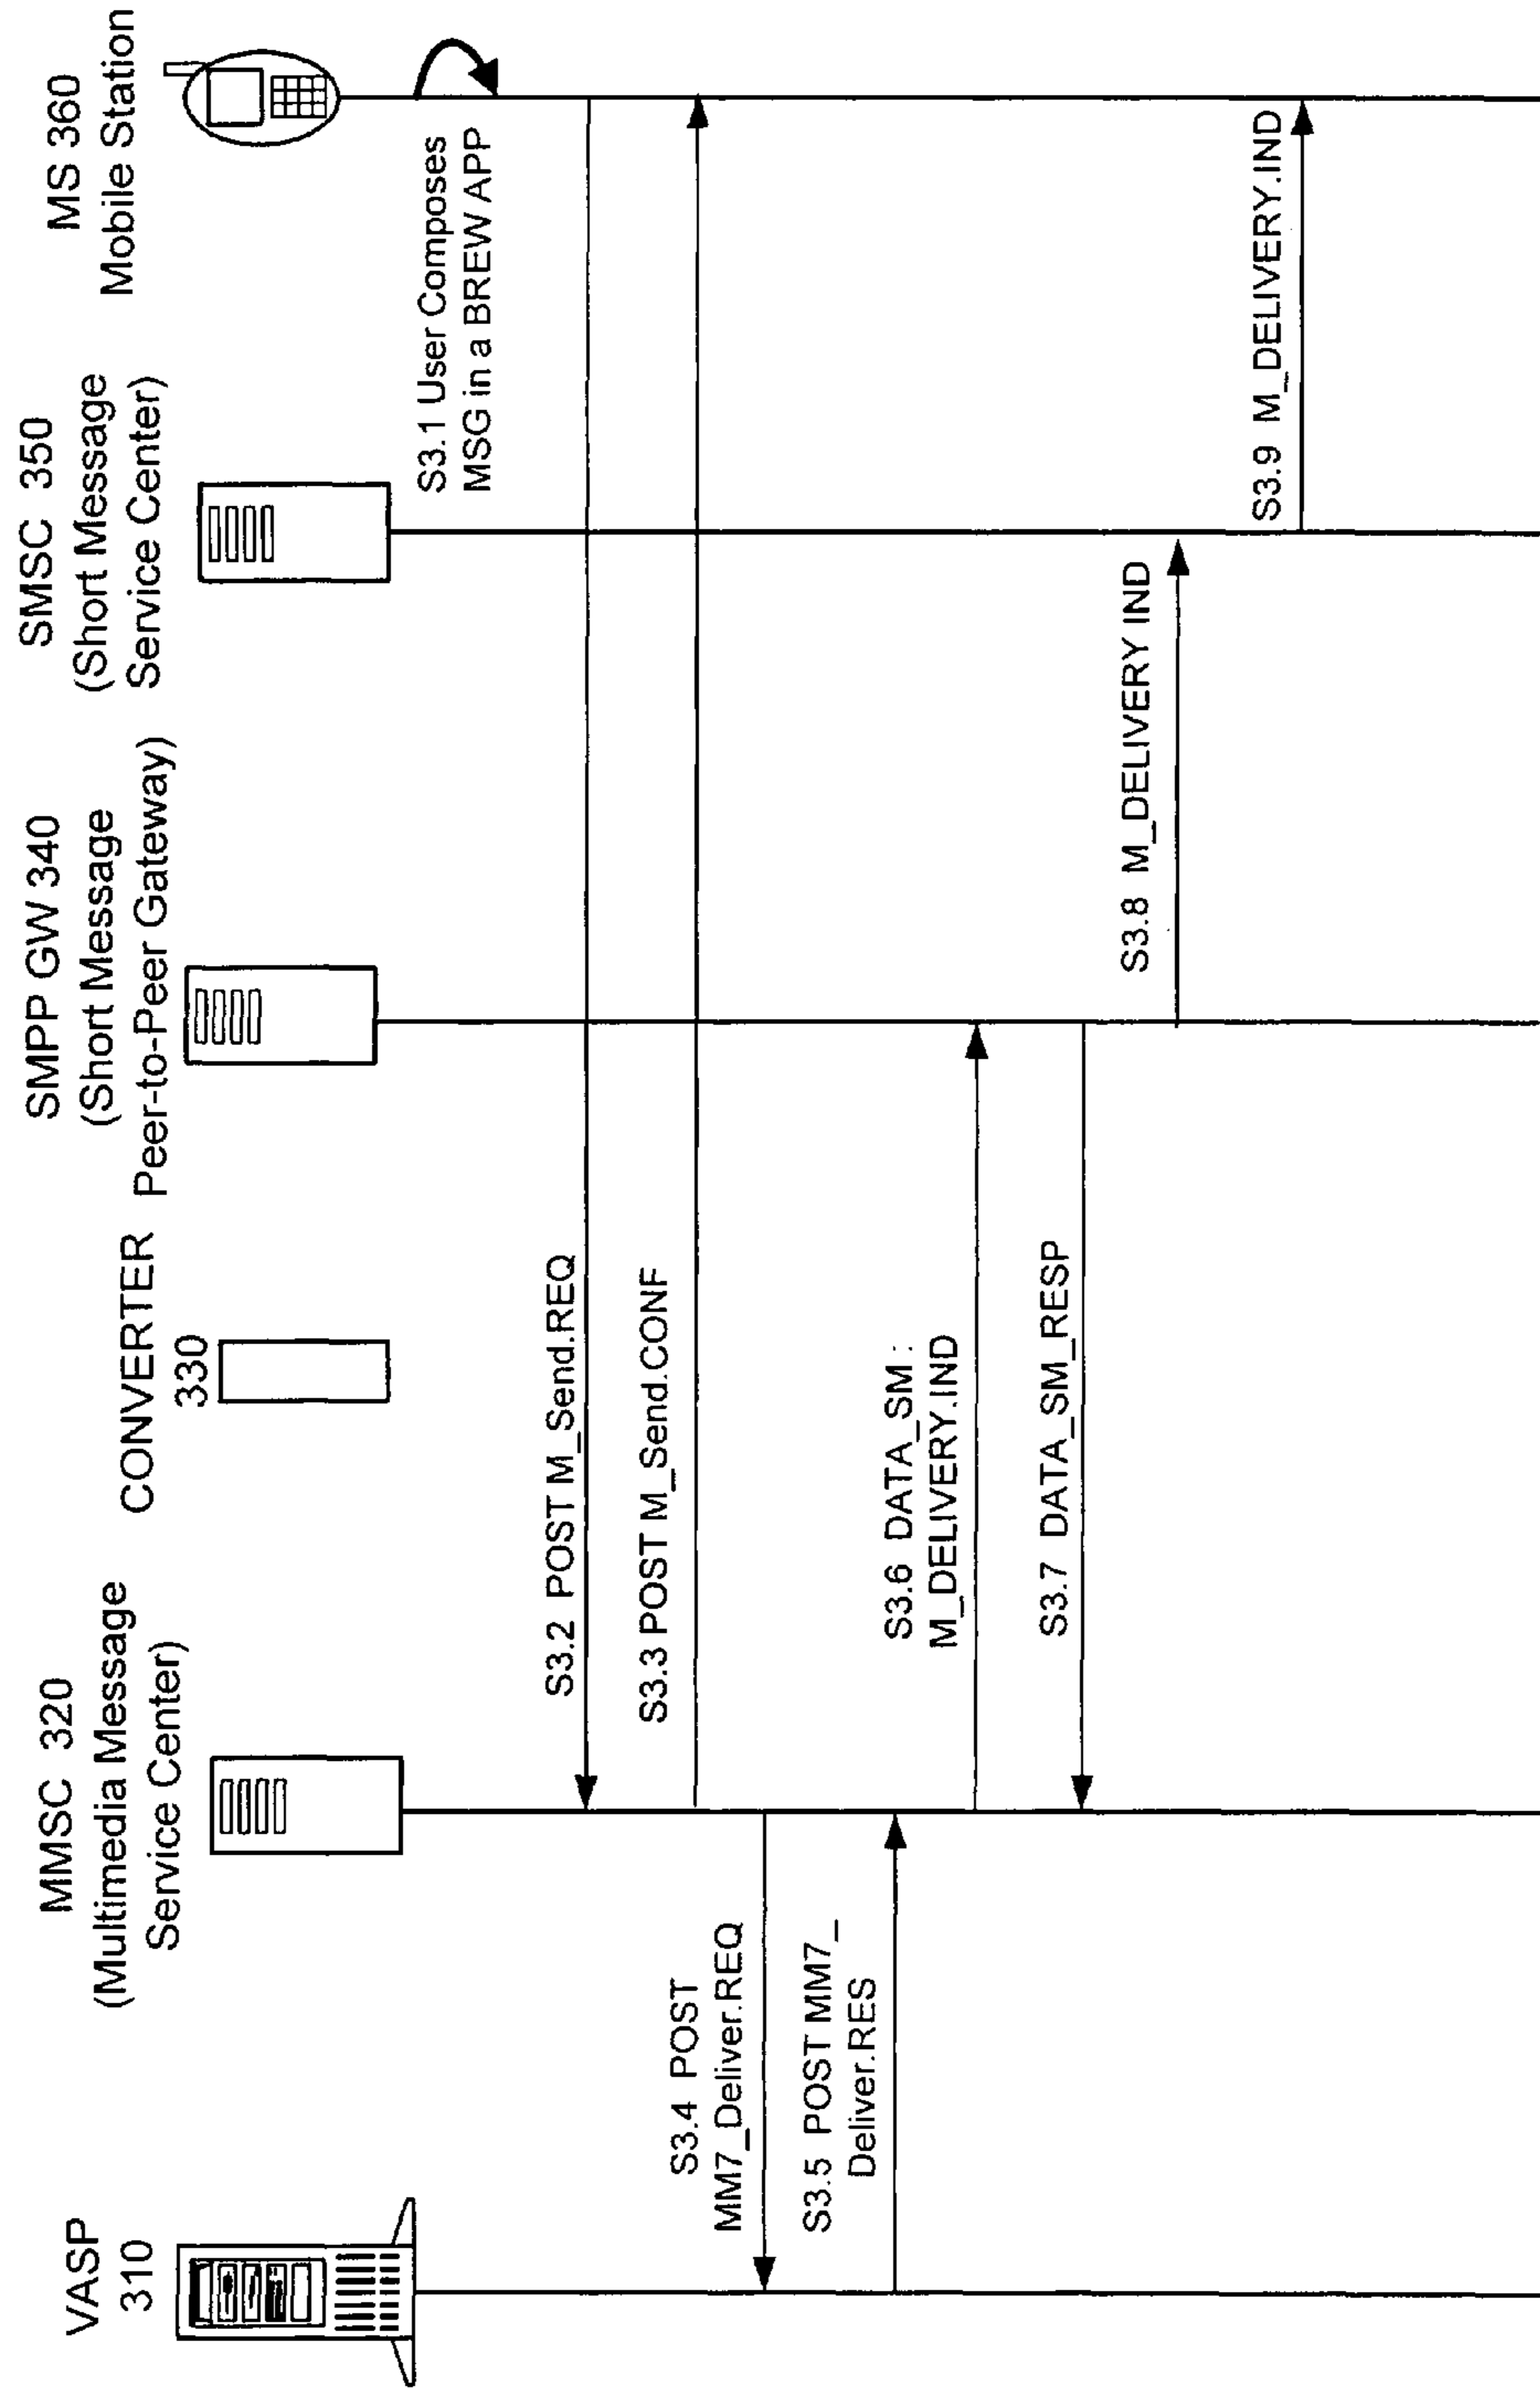 VASP
310
MMSC 320
(Multimedia Message
Service Center)
CONVERTER
330
SMPP GW 340
(Short Message
Peer-to-Peer Gateway)
SMSC 350
(Short Message
Service Center)
MS 360
Mobile Station
S3.1 User Composes
MSG in a BREW APP
S3.2 POST M_Send.REQ
S3.3 POST M_Send.CONF
S3.4 POST
MM7_Deliver.REQ
S3.5 POST MM7_
Deliver.RES
S3.6 DATA_SM :
M_DELIVERY.IND
S3.7 DATA_SM_RESP
S3.8 M_DELIVERY IND
S3.9 M_DELIVERY.IND